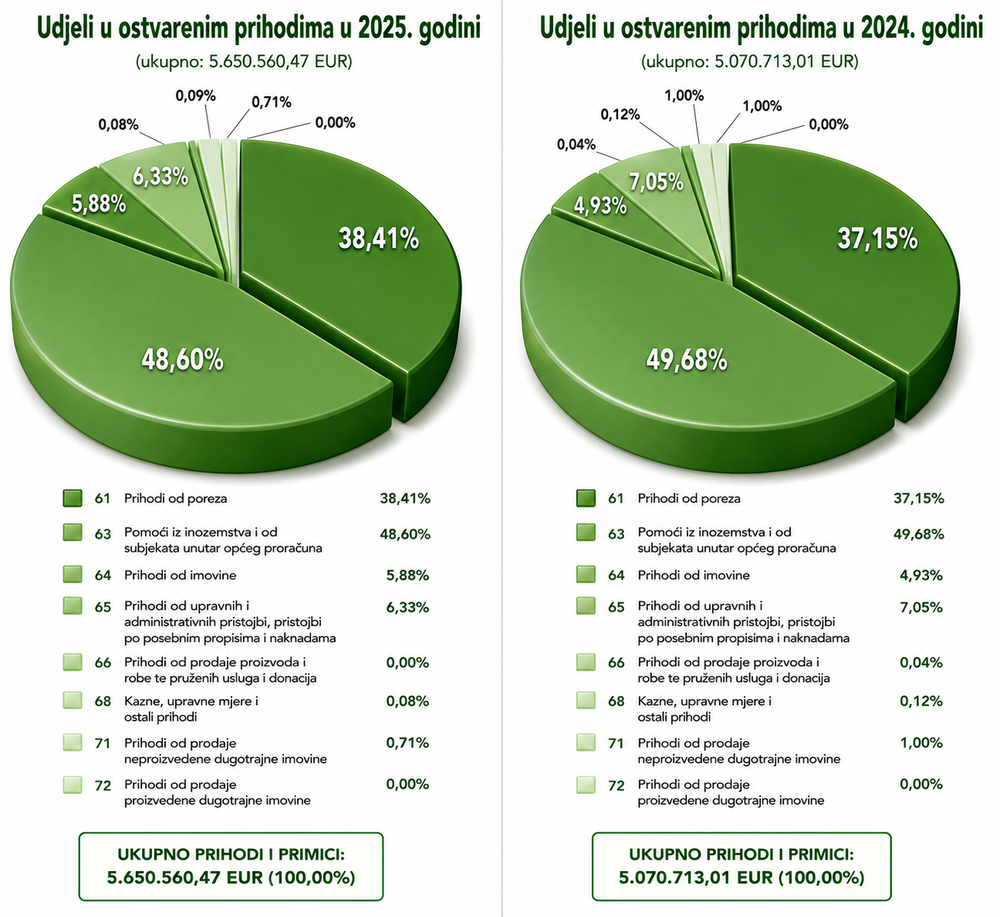 Udjeli u ostvarenim prihodima u 2025. godini
(ukupno: 5.650.560,47 EUR)
0,09%
0,71%
0,08%
0,00%
6,33%
5,88%
38,41%
48,60%
61 Prihodi od poreza 38,41%
63 Pomoći iz inozemstva i od 48,60%
subjekata unutar općeg proračuna
64 Prihodi od imovine 5,88%
65 Prihodi od upravnih i 6,33%
administrativnih pristojbi, pristojbi
po posebnim propisima i naknadama
66 Prihodi od prodaje proizvoda i 0,00%
robe te pruženih usluga i donacija
68 Kazne, upravne mjere i 0,08%
ostali prihodi
71 Prihodi od prodaje 0,71%
neproizvedene dugotrajne imovine
72 Prihodi od prodaje 0,00%
proizvedene dugotrajne imovine
UKUPNO PRIHODI I PRIMICI:
5.650.560,47 EUR (100,00%)
Udjeli u ostvarenim prihodima u 2024. godini
(ukupno: 5.070.713,01 EUR)
1,00%
1,00%
0,12%
0,00%
0,04%
7,05%
4,93%
37,15%
49,68%
61 Prihodi od poreza 37,15%
63 Pomoći iz inozemstva i od 49,68%
subjekata unutar općeg proračuna
64 Prihodi od imovine 4,93%
65 Prihodi od upravnih i 7,05%
administrativnih pristojbi, pristojbi
po posebnim propisima i naknadama
66 Prihodi od prodaje proizvoda i 0,04%
robe te pruženih usluga i donacija
68 Kazne, upravne mjere i 0,12%
ostali prihodi
71 Prihodi od prodaje 1,00%
neproizvedene dugotrajne imovine
72 Prihodi od prodaje 0,00%
proizvedene dugotrajne imovine
UKUPNO PRIHODI I PRIMICI:
5.070.713,01 EUR (100,00%)